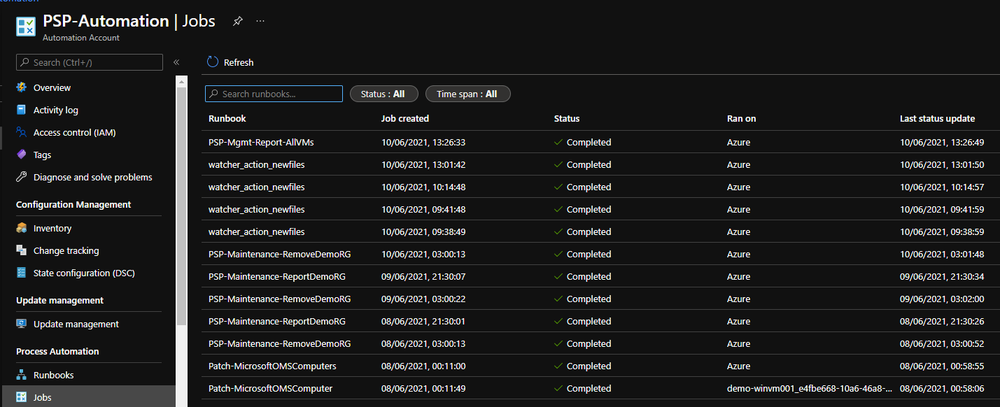 PSP-Automation | Jobs ...
Automation Account
Search (Ctrl+/) «
Overview
Activity log
Access control (IAM)
Tags
Diagnose and solve problems
Configuration Management
Inventory
Change tracking
State configuration (DSC)
Update management
Update management
Process Automation
Runbooks
Jobs
Refresh
Search runbooks... Status : All Time span : All
Runbook Job created Status Ran on Last status update
PSP-Mgmt-Report-AllVMs 10/06/2021, 13:26:33 Completed Azure 10/06/2021, 13:26:49
watcher_action_newfiles 10/06/2021, 13:01:42 Completed Azure 10/06/2021, 13:01:50
watcher_action_newfiles 10/06/2021, 10:14:48 Completed Azure 10/06/2021, 10:14:57
watcher_action_newfiles 10/06/2021, 09:41:48 Completed Azure 10/06/2021, 09:41:59
watcher_action_newfiles 10/06/2021, 09:38:49 Completed Azure 10/06/2021, 09:38:59
PSP-Maintenance-RemoveDemoRG 10/06/2021, 03:00:13 Completed Azure 10/06/2021, 03:01:48
PSP-Maintenance-ReportDemoRG 09/06/2021, 21:30:07 Completed Azure 09/06/2021, 21:30:34
PSP-Maintenance-RemoveDemoRG 09/06/2021, 03:00:22 Completed Azure 09/06/2021, 03:02:00
PSP-Maintenance-ReportDemoRG 08/06/2021, 21:30:01 Completed Azure 08/06/2021, 21:30:26
PSP-Maintenance-RemoveDemoRG 08/06/2021, 03:00:13 Completed Azure 08/06/2021, 03:00:52
Patch-MicrosoftOMSComputers 08/06/2021, 00:11:00 Completed Azure 08/06/2021, 00:58:55
Patch-MicrosoftOMSComputer 08/06/2021, 00:11:49 Completed demo-winvm001_e4fbe668-10a6-46a8-... 08/06/2021, 00:58:06